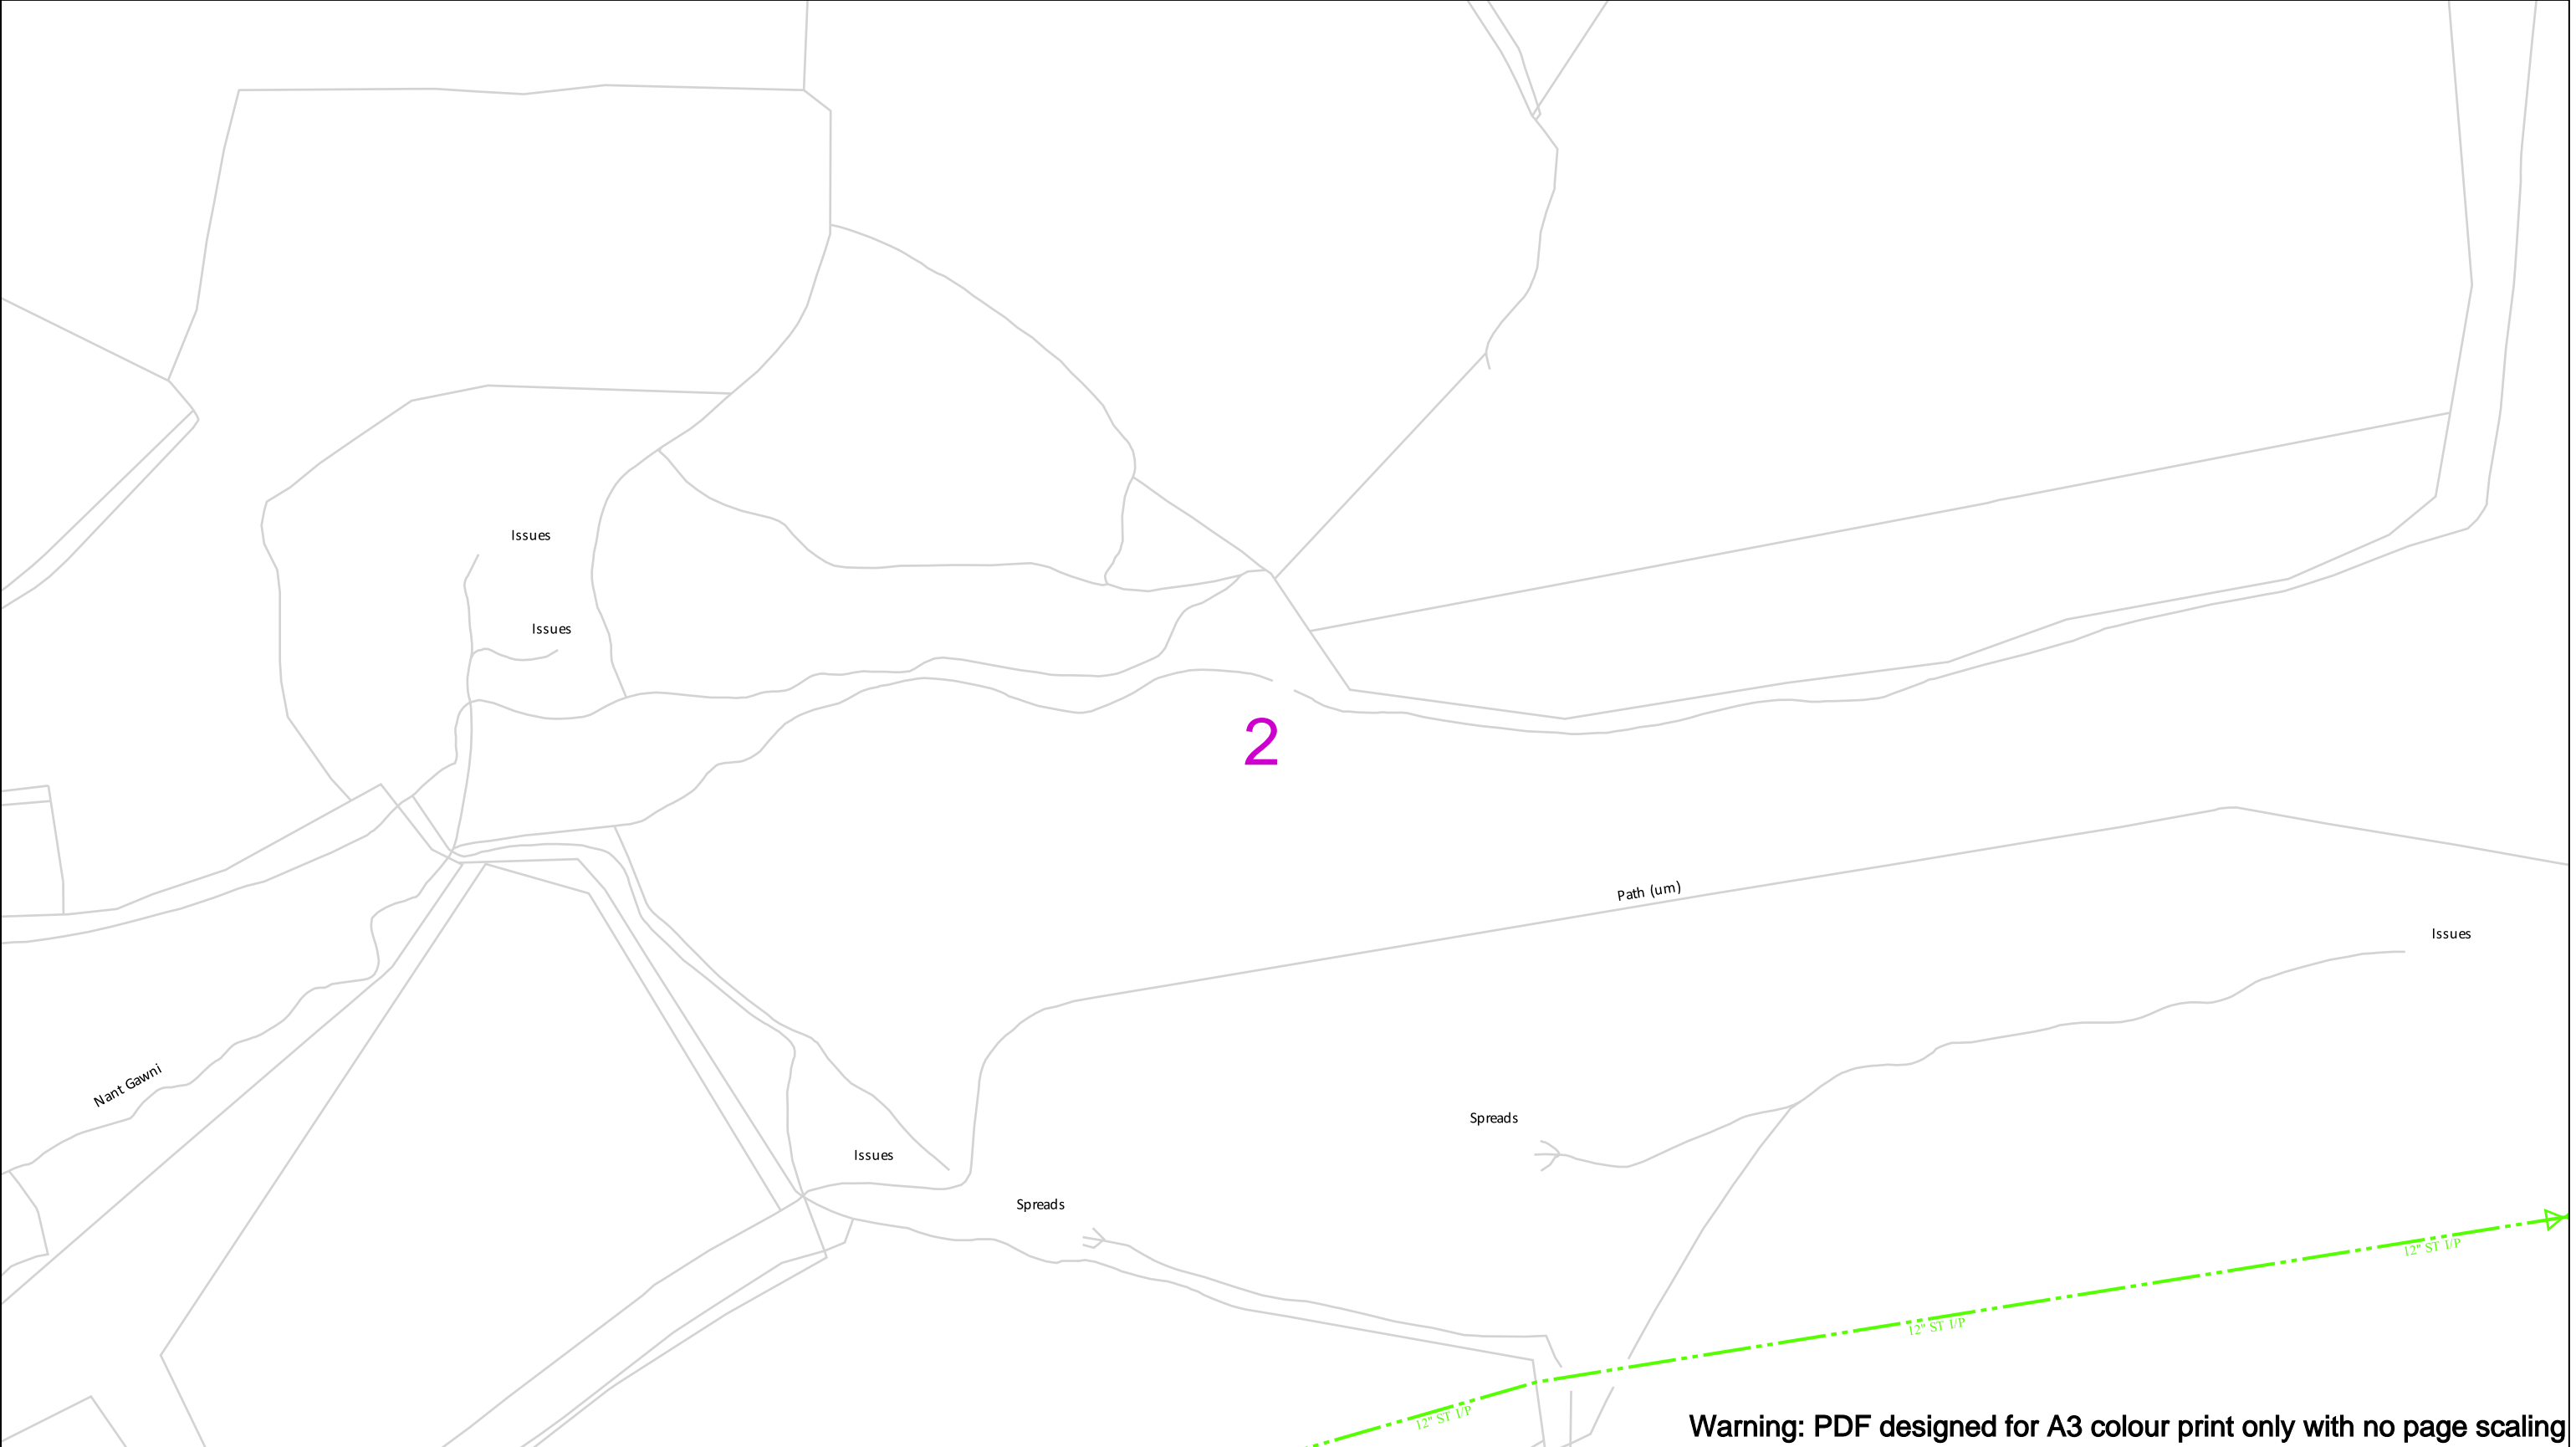 Issues
Issues
2
Path (um)
Issues
Nant Gawni
Spreads
Issues
Spreads
12" ST I/P
12" ST I/P
12" ST I/P
Warning: PDF designed for A3 colour print only with no page scaling